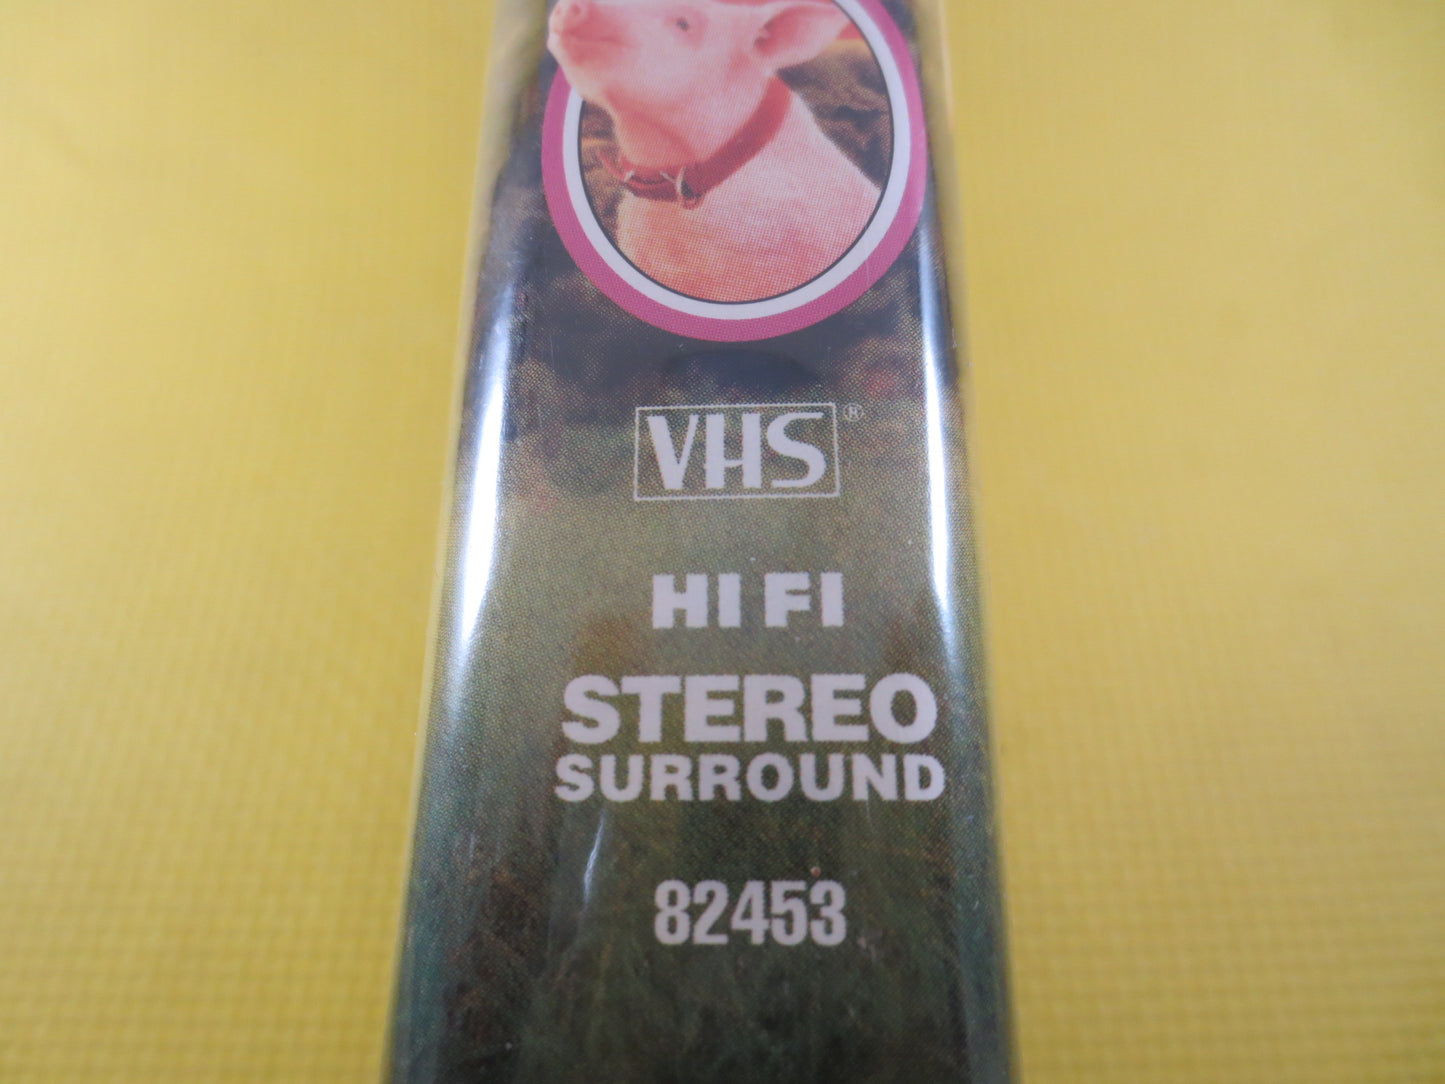 VHS®
HI FI
STEREO
SURROUND
82453